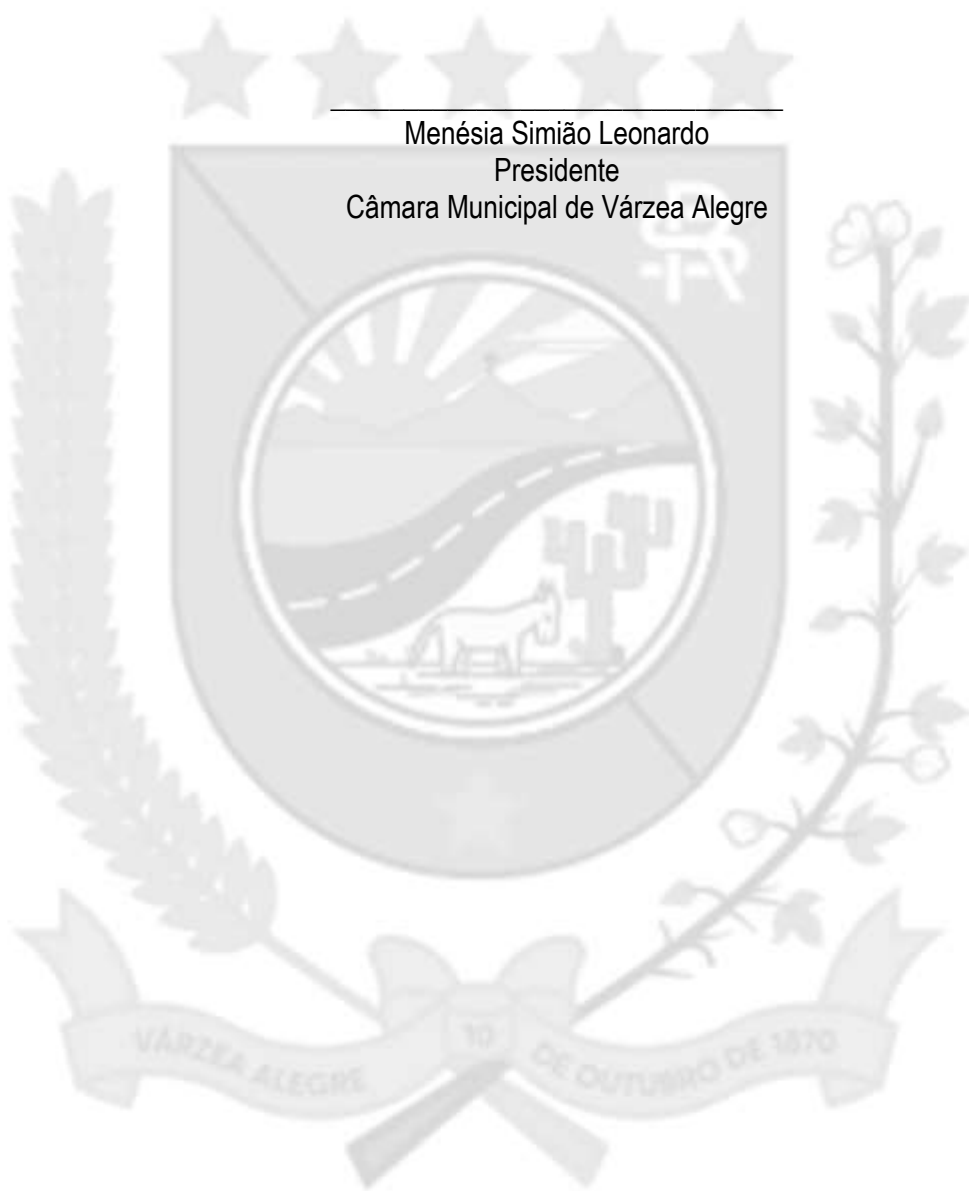 Menésia Simião Leonardo
Presidente
Câmara Municipal de Várzea Alegre
R
VÁRZEA ALEGRE 10 DE OUTUBRO DE 1870